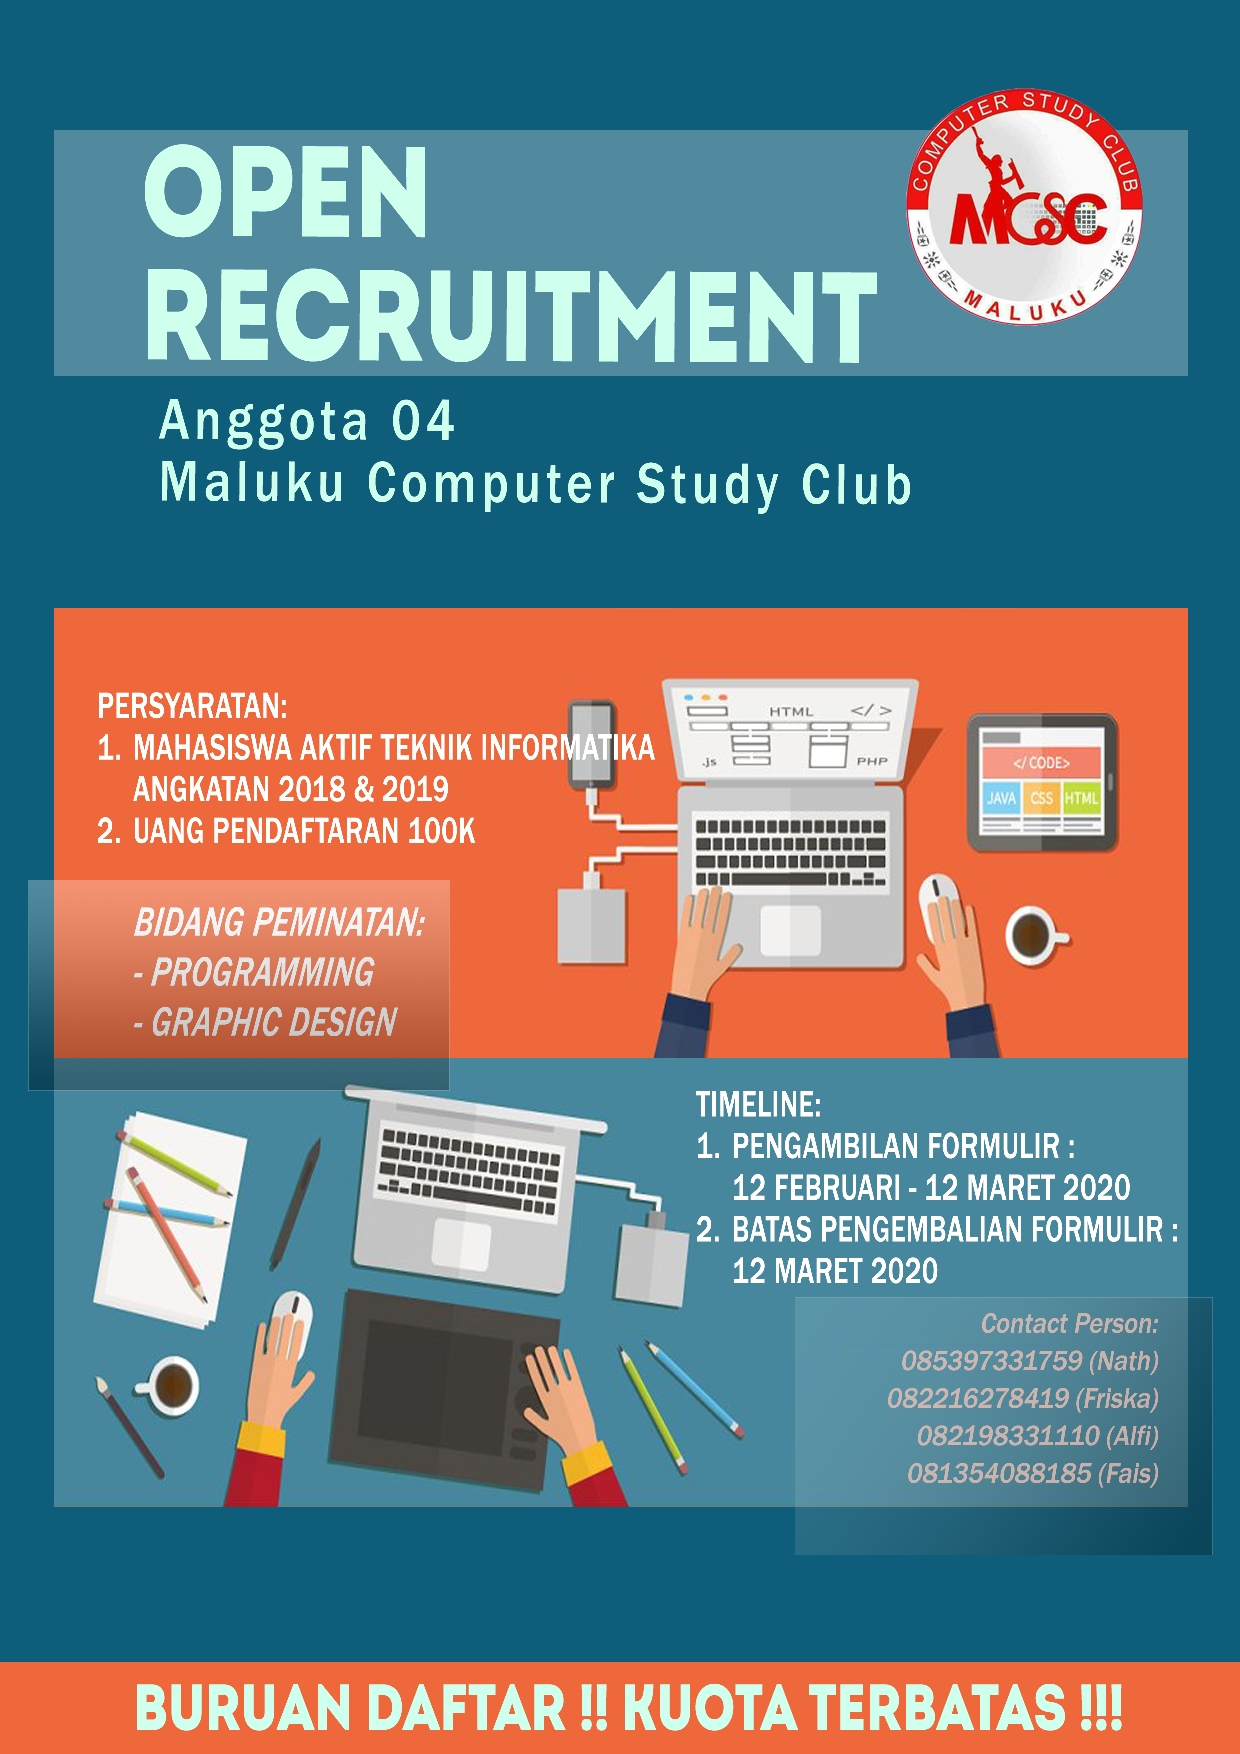 COMPUTER STUDY CLUB
MCSC
MALUKU
OPEN
RECRUITMENT
Anggota 04
Maluku Computer Study Club
PERSYARATAN:
1. MAHASISWA AKTIF TEKNIK INFORMATIKA
ANGKATAN 2018 & 2019
2. UANG PENDAFTARAN 100K
HTML </>
.js PHP
</CODE>
JAVA CSS HTML
BIDANG PEMINATAN:
- PROGRAMMING
- GRAPHIC DESIGN
TIMELINE:
1. PENGAMBILAN FORMULIR :
12 FEBRUARI - 12 MARET 2020
2. BATAS PENGEMBALIAN FORMULIR :
12 MARET 2020
Contact Person:
085397331759 (Nath)
082216278419 (Friska)
082198331110 (Alfi)
081354088185 (Fais)
BURUAN DAFTAR !! KUOTA TERBATAS !!!